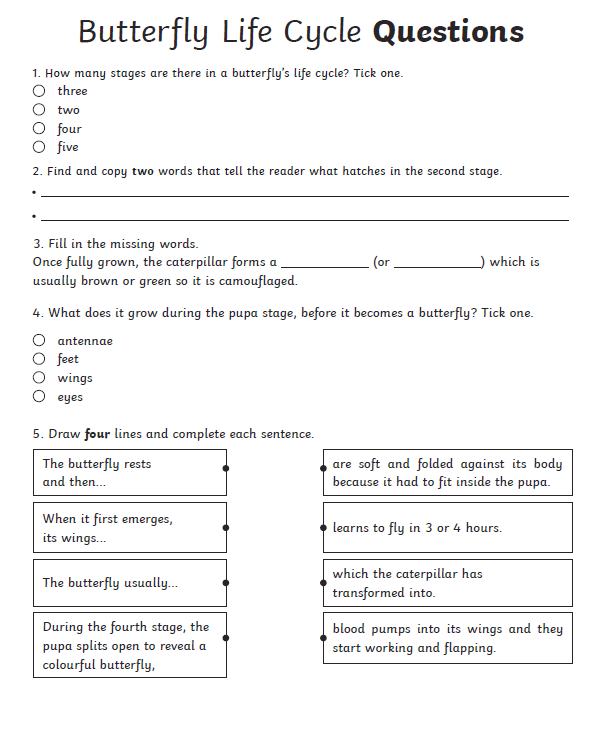 Butterfly Life Cycle Questions
1. How many stages are there in a butterfly's life cycle? Tick one.
three
two
four
five
2. Find and copy two words that tell the reader what hatches in the second stage.
•
•
3. Fill in the missing words.
Once fully grown, the caterpillar forms a ____________ (or ____________) which is
usually brown or green so it is camouflaged.
4. What does it grow during the pupa stage, before it becomes a butterfly? Tick one.
antennae
feet
wings
eyes
5. Draw four lines and complete each sentence.
The butterfly rests
and then...
are soft and folded against its body
because it had to fit inside the pupa.
When it first emerges,
its wings...
learns to fly in 3 or 4 hours.
The butterfly usually...
which the caterpillar has
transformed into.
During the fourth stage, the
pupa splits open to reveal a
colourful butterfly,
blood pumps into its wings and they
start working and flapping.